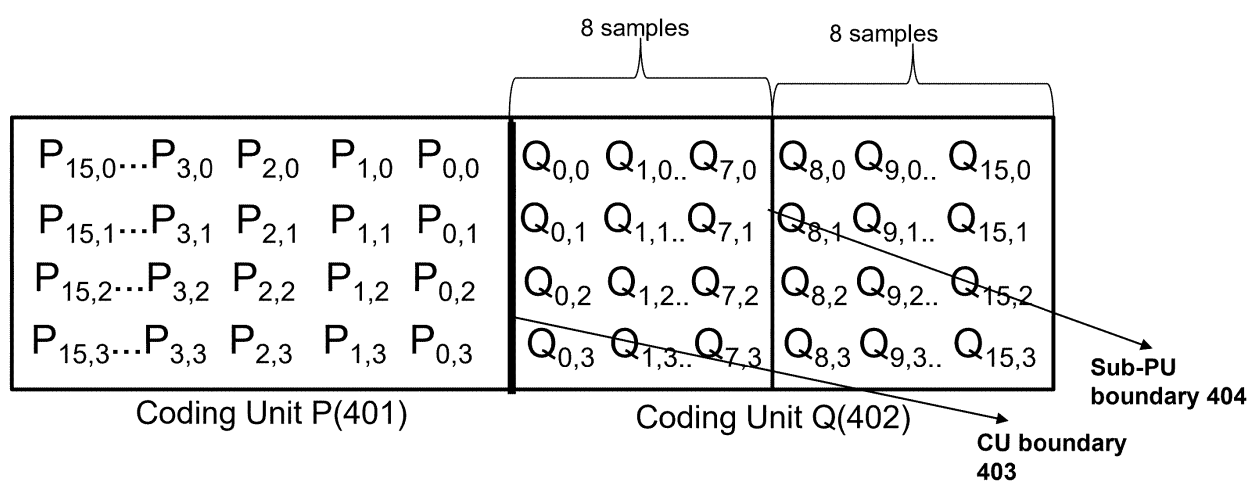 8 samples 8 samples
P15,0...P3,0 P2,0 P1,0 P0,0 Q0,0 Q1,0.. Q7,0 Q8,0 Q9,0.. Q15,0
P15,1...P3,1 P2,1 P1,1 P0,1 Q0,1 Q1,1.. Q7,1 Q8,1 Q9,1.. Q15,1
P15,2...P3,2 P2,2 P1,2 P0,2 Q0,2 Q1,2.. Q7,2 Q8,2 Q9,2.. Q15,2
P15,3...P3,3 P2,3 P1,3 P0,3 Q0,3 Q1,3.. Q7,3 Q8,3 Q9,3.. Q15,3
Sub-PU
boundary 404
Coding Unit P(401) Coding Unit Q(402)
CU boundary
403